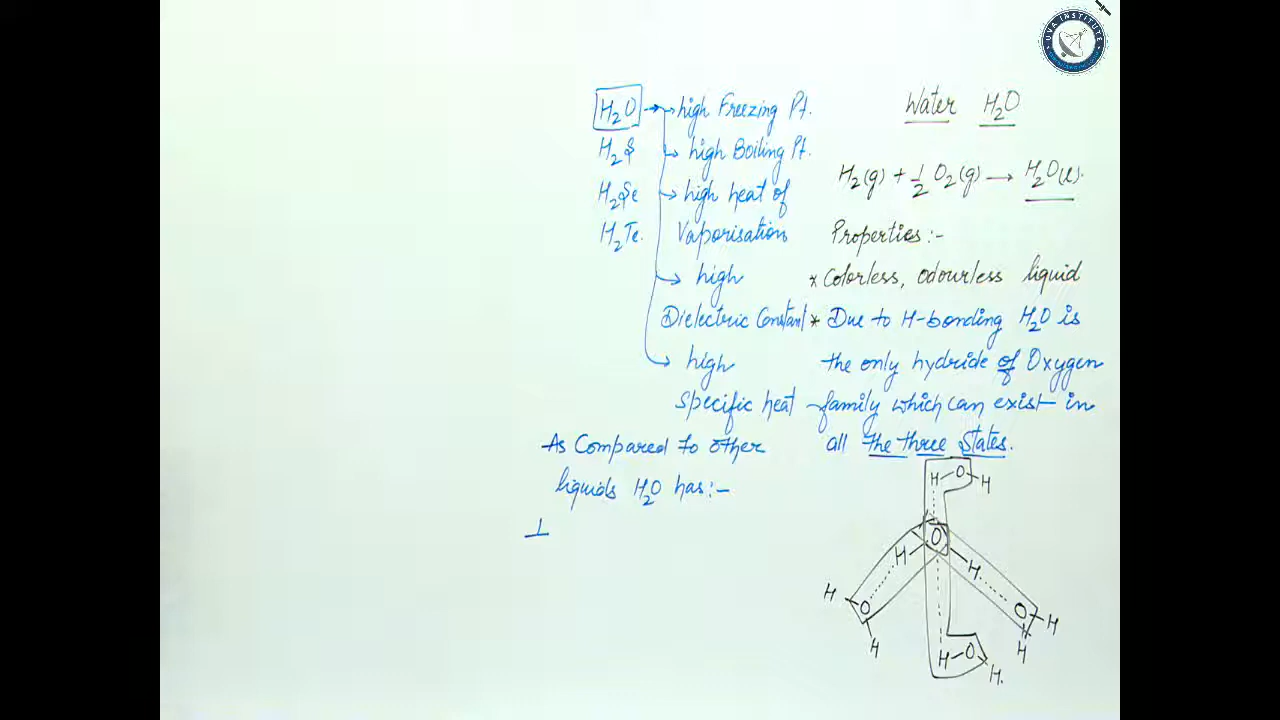 UVA INSTITUTE
Water H₂O
H₂(g) + 1/2 O₂(g) → H₂O(l).
Properties:-
* Colorless, odourless liquid
* Due to H-bonding H₂O is
the only hydride of Oxygen
family which can exist in
all the three States.
H-O-H
O
H H
H O O H
H H
H-O
H.
H₂O → high Freezing Pt.
H₂S → high Boiling Pt.
H₂Se → high heat of
H₂Te. Vaporisation
→ high
Dielectric Constant
→ high
specific heat
As Compared to other
liquids H₂O has:-